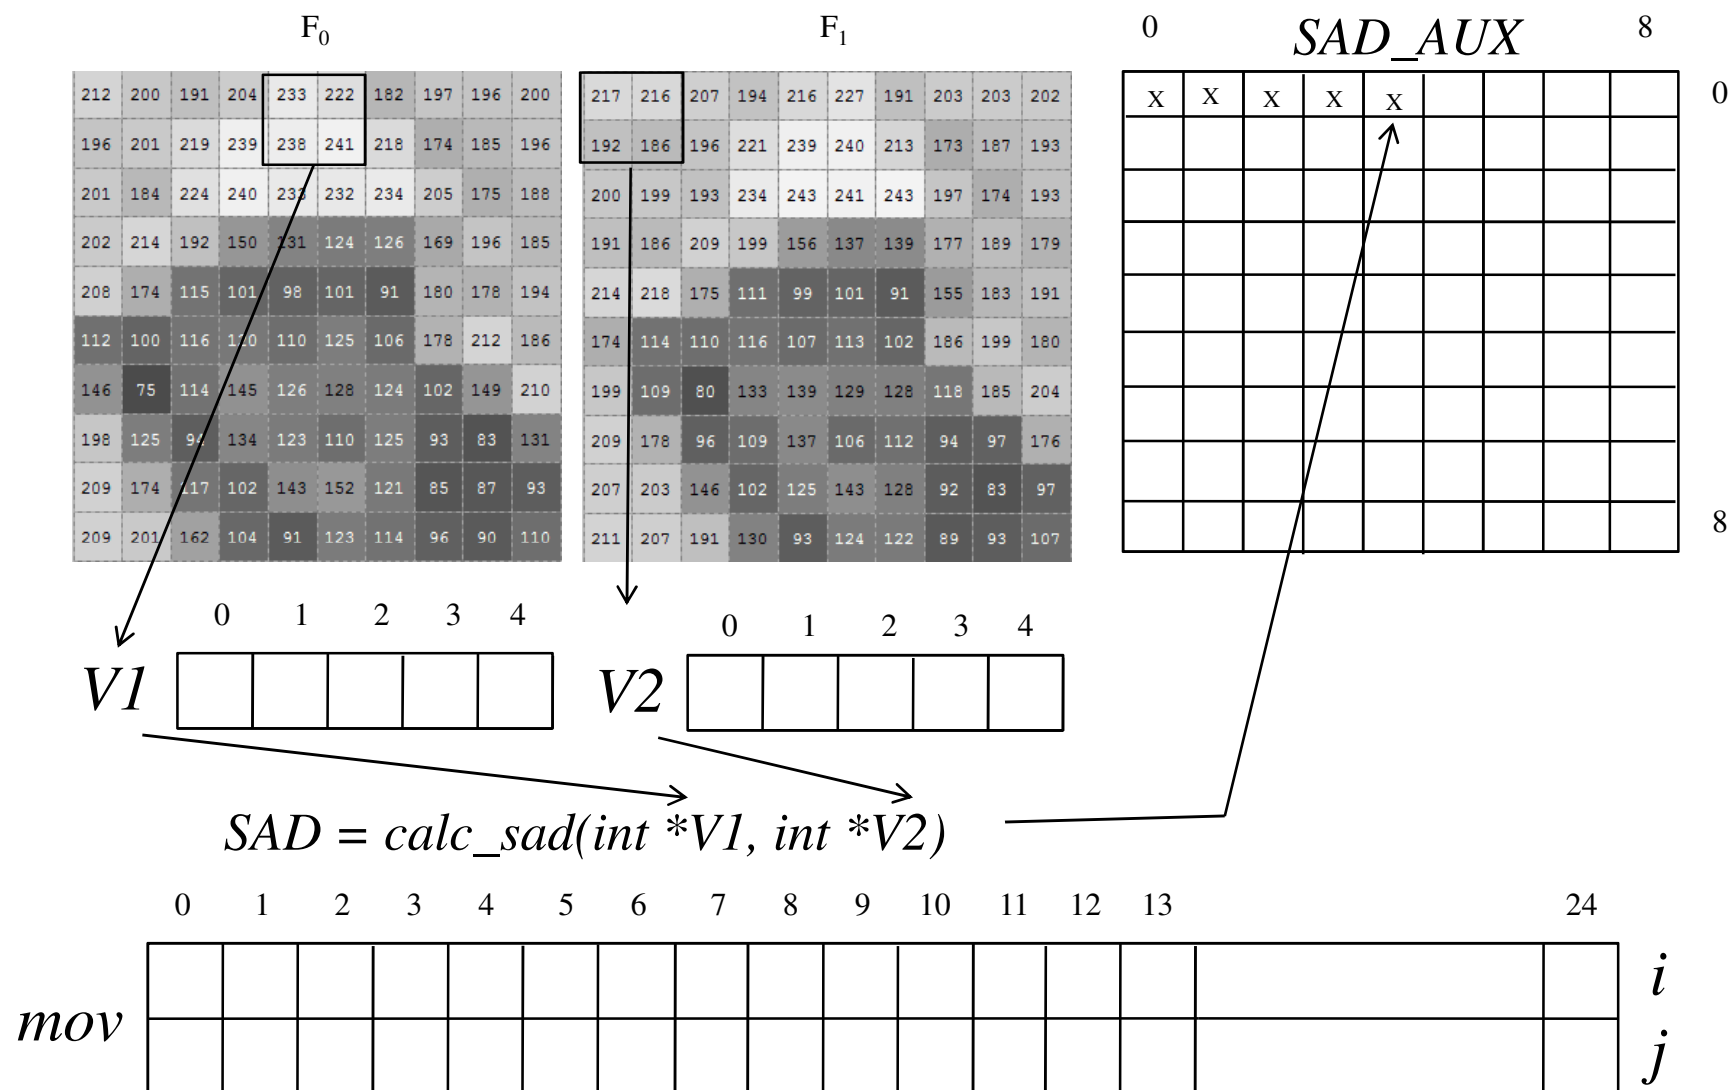 F0 F1 0 SAD_AUX 8
212 200 191 204 233 222 182 197 196 200
196 201 219 239 238 241 218 174 185 196
201 184 224 240 233 232 234 205 175 188
202 214 192 150 131 124 126 169 196 185
208 174 115 101 98 101 91 180 178 194
112 100 116 120 110 125 106 178 212 186
146 75 114 145 126 128 124 102 149 210
198 125 94 134 123 110 125 93 83 131
209 174 117 102 143 152 121 85 87 93
209 201 162 104 91 123 114 96 90 110
217 216 207 194 216 227 191 203 203 202
192 186 196 221 239 240 213 173 187 193
200 199 193 234 243 241 243 197 174 193
191 186 209 199 156 137 139 177 189 179
214 218 175 111 99 101 91 155 183 191
174 114 110 116 107 113 102 186 199 180
199 109 80 133 139 129 128 118 185 204
209 178 96 109 137 106 112 94 97 176
207 203 146 102 125 143 128 92 83 97
211 207 191 130 93 124 122 89 93 107
X X X X X 0
8
0 1 2 3 4
V1
0 1 2 3 4
V2
SAD = calc_sad(int *V1, int *V2)
0 1 2 3 4 5 6 7 8 9 10 11 12 13 24
i
mov
j